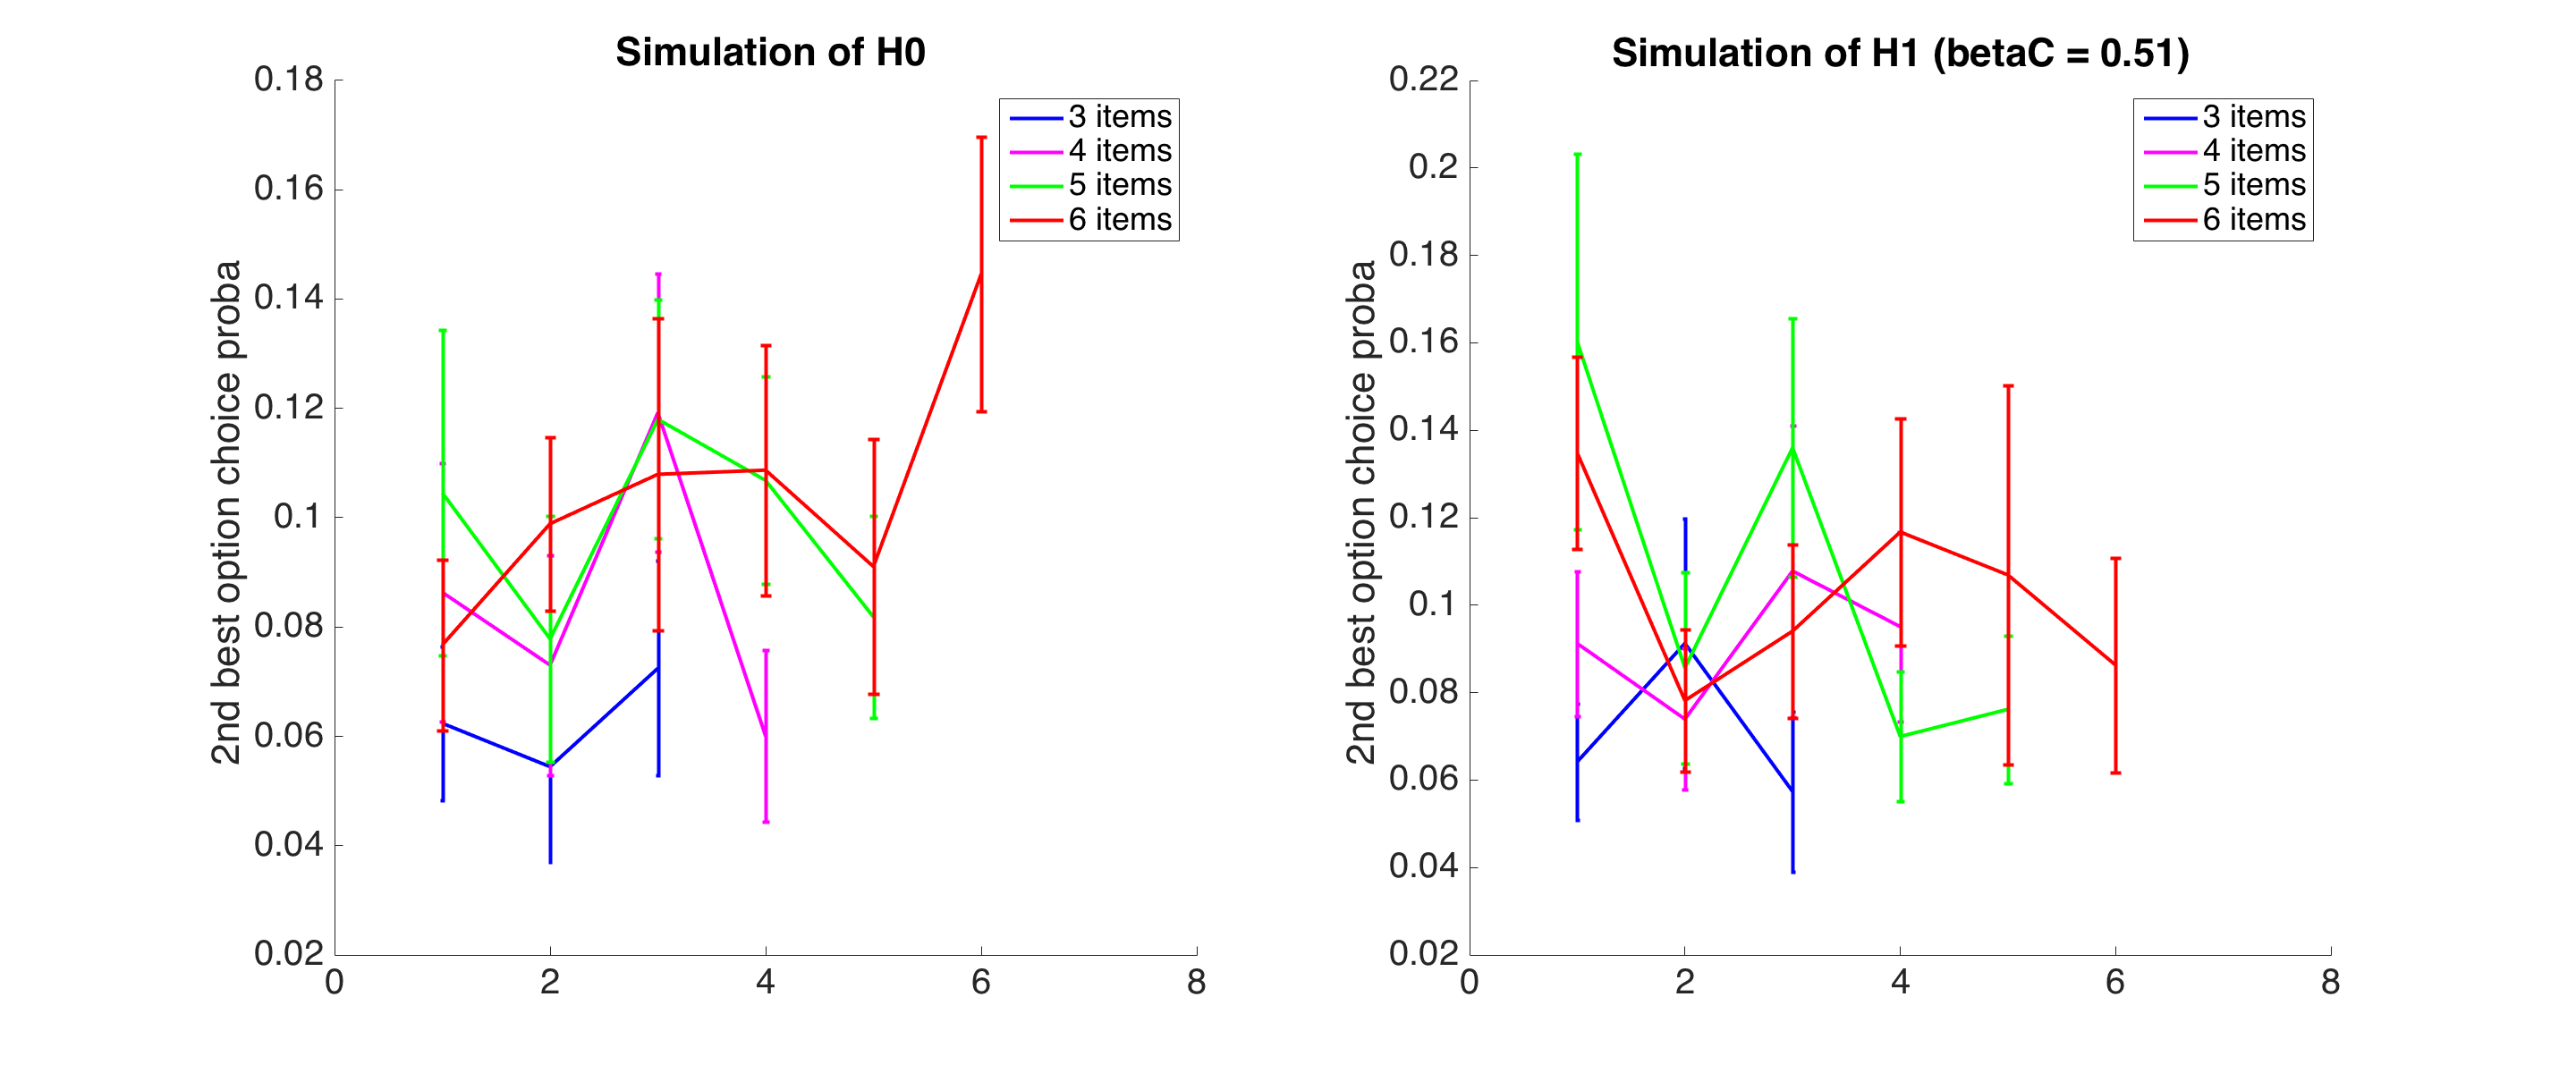 Simulation of H0
0.18
0.16
0.14
0.12
0.1
0.08
0.06
0.04
0.02
2nd best option choice proba
0
2
4
6
8
3 items
4 items
5 items
6 items
Simulation of H1 (betaC = 0.51)
0.22
0.2
0.18
0.16
0.14
0.12
0.1
0.08
0.06
0.04
0.02
2nd best option choice proba
0
2
4
6
8
3 items
4 items
5 items
6 items